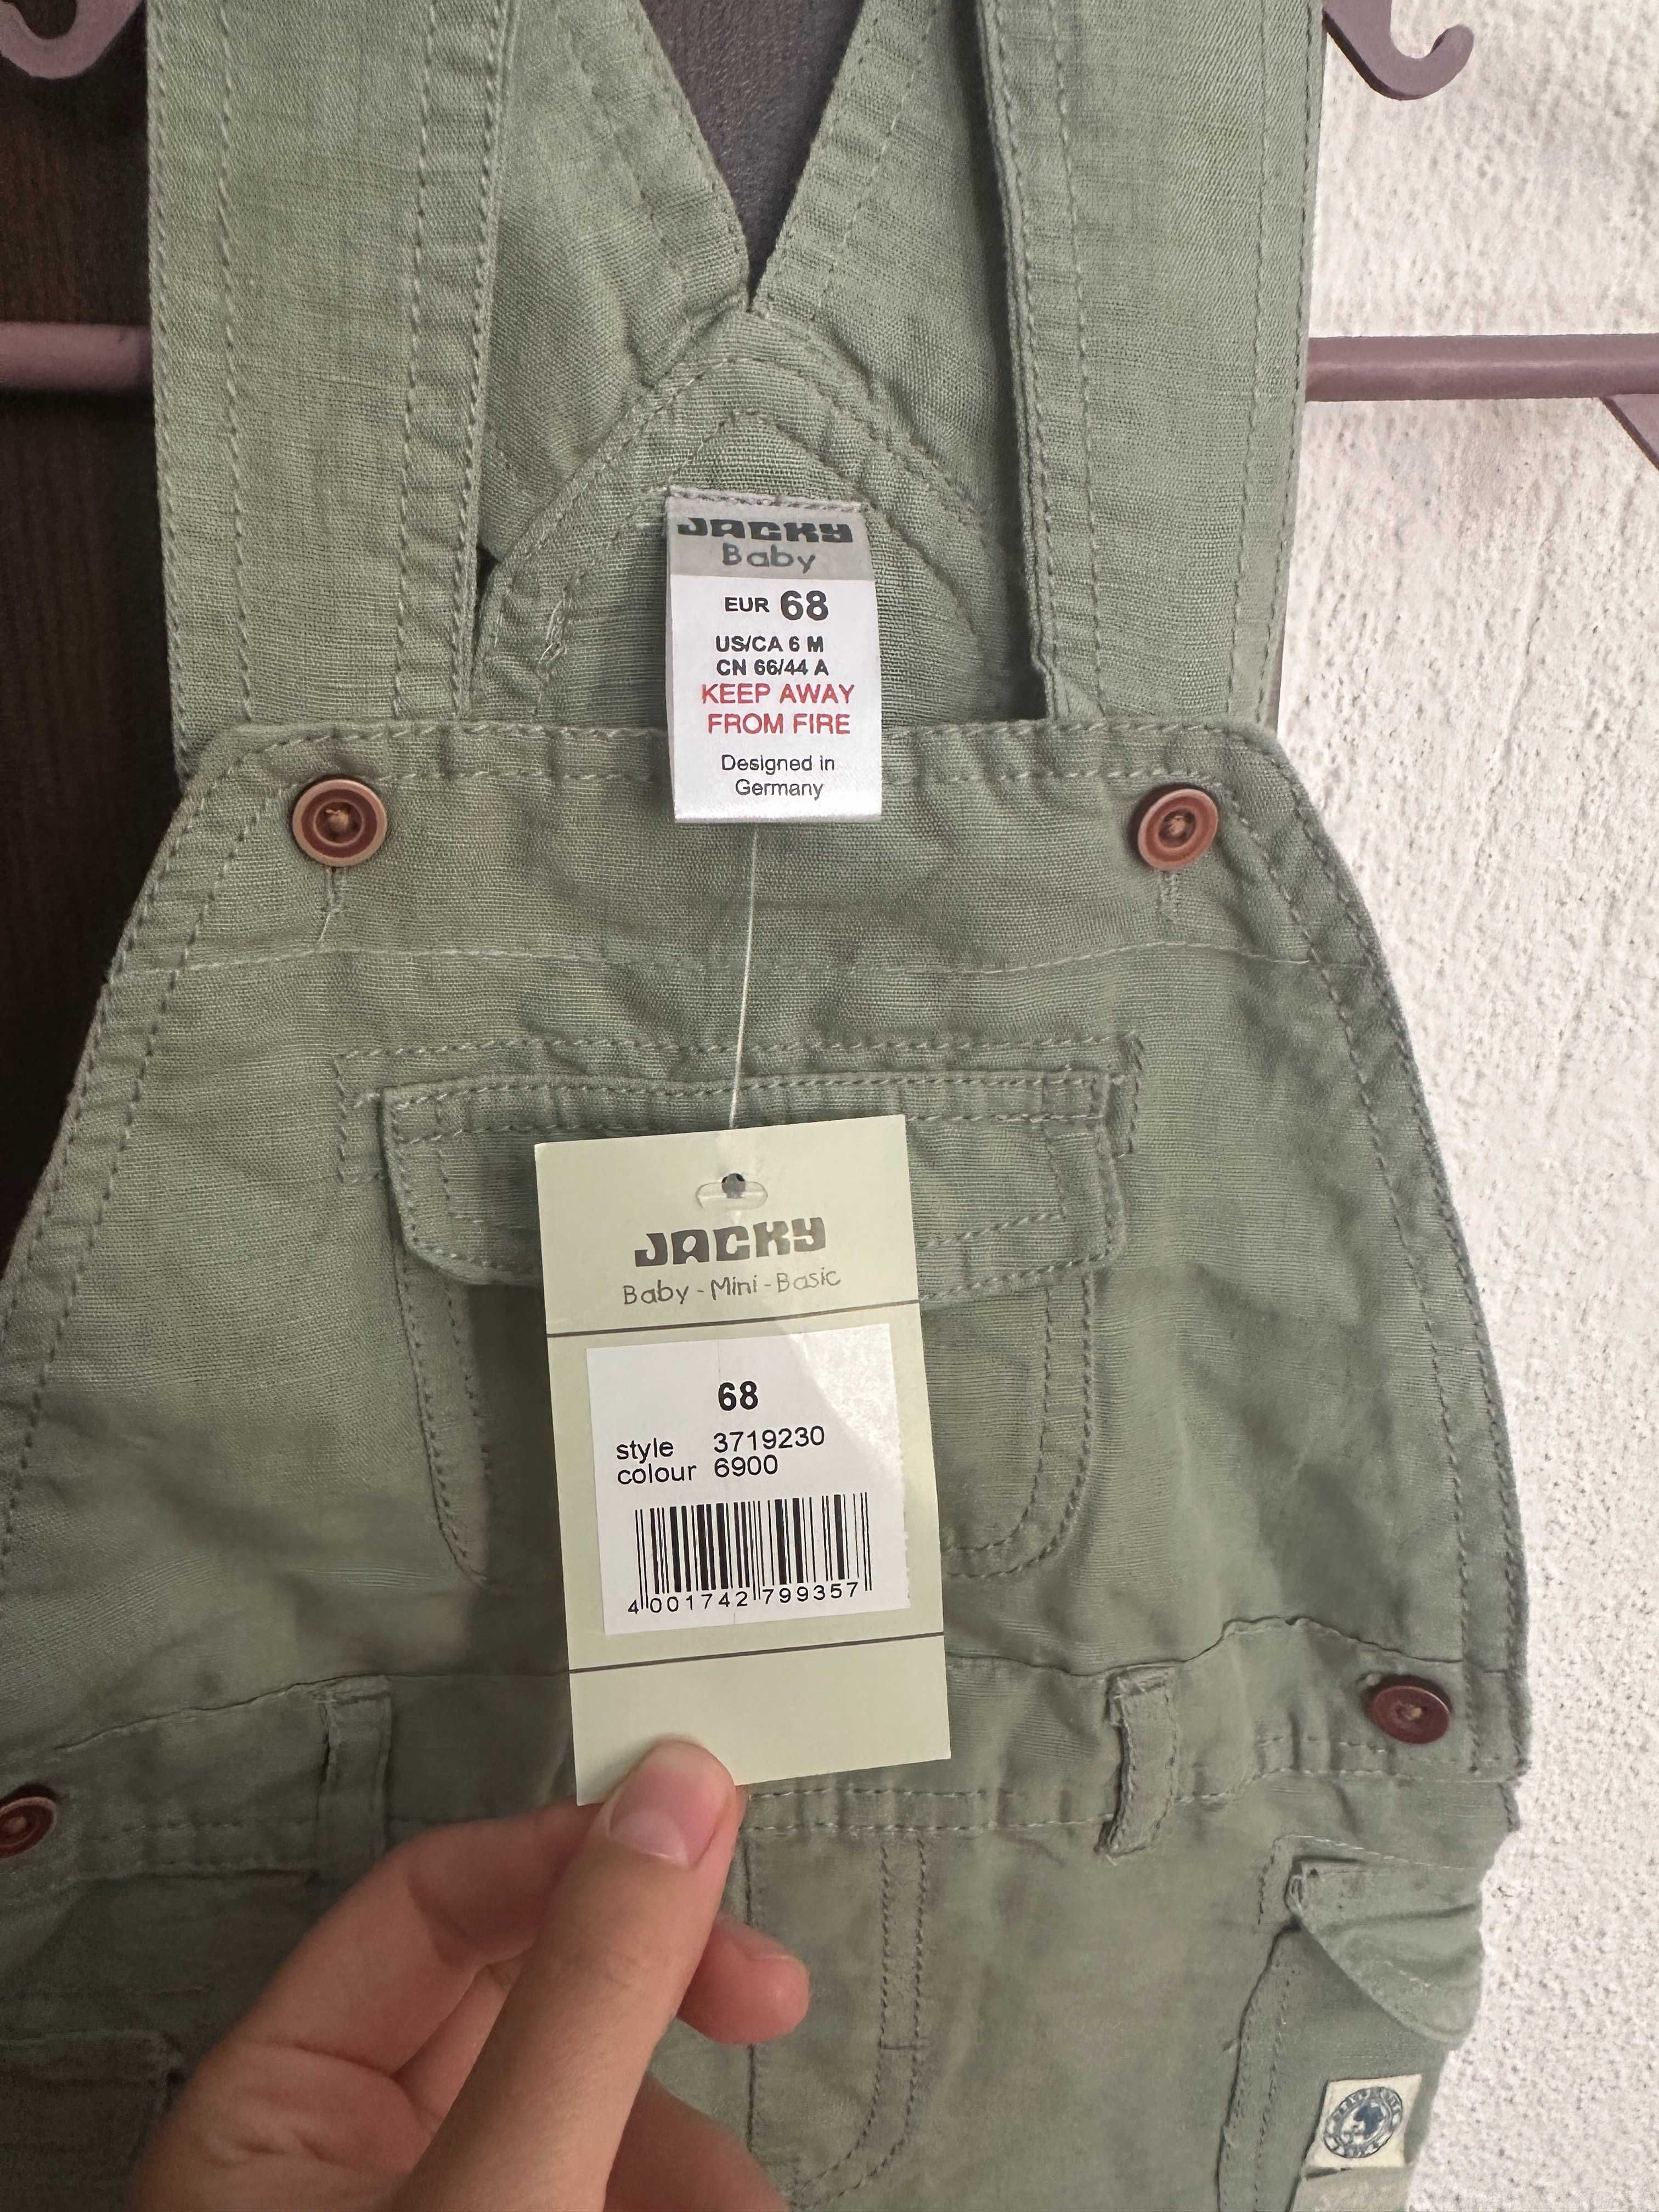 JACKY
Baby
EUR 68
US/CA 6 M
CN 66/44 A
KEEP AWAY
FROM FIRE
Designed in
Germany
JACKY
Baby - Mini - Basic
68
style 3719230
colour 6900
4 001742 799357